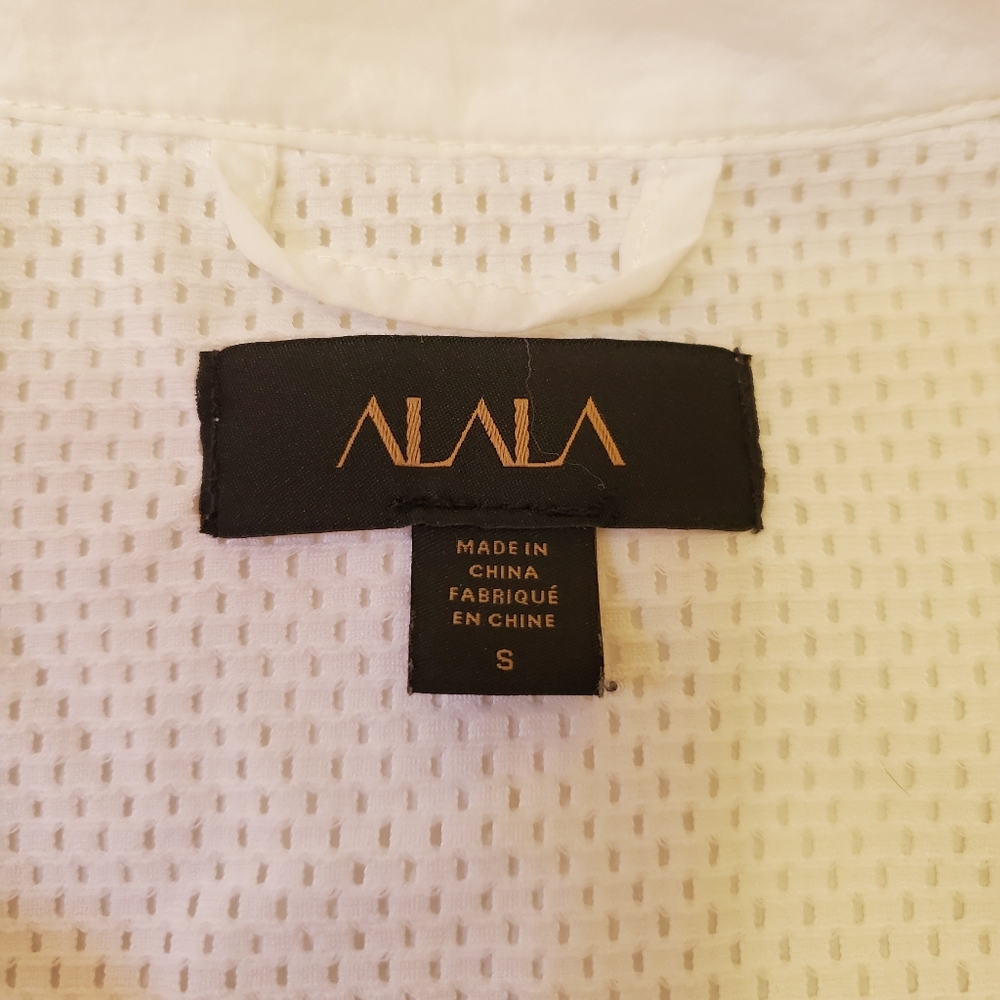 ALALA
MADE IN
CHINA
FABRIQUÉ
EN CHINE
S